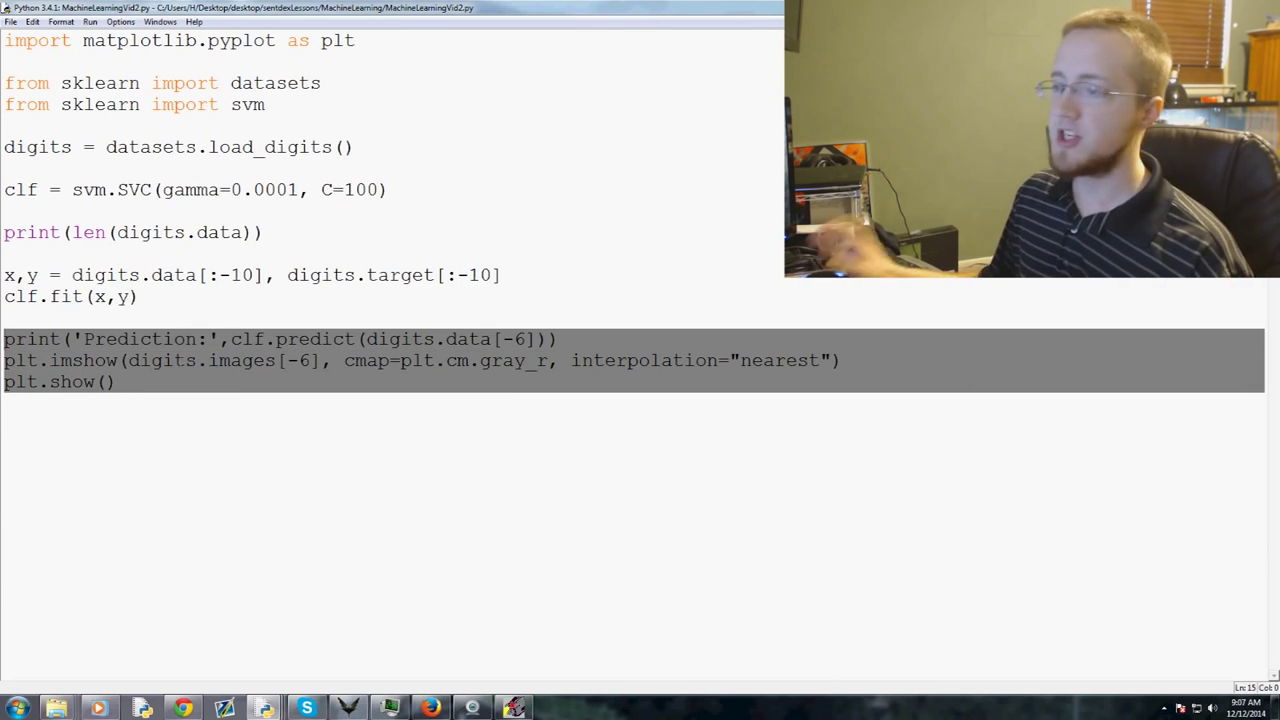 Python 3.4.1: MachineLearningVid2.py - C:/Users/H/Desktop/desktop/sentdexLessons/MachineLearning/MachineLearningVid2.py
File Edit Format Run Options Windows Help
import matplotlib.pyplot as plt
from sklearn import datasets
from sklearn import svm
digits = datasets.load_digits()
clf = svm.SVC(gamma=0.0001, C=100)
print(len(digits.data))
x,y = digits.data[:-10], digits.target[:-10]
clf.fit(x,y)
print('Prediction:',clf.predict(digits.data[-6]))
plt.imshow(digits.images[-6], cmap=plt.cm.gray_r, interpolation="nearest")
plt.show()
Ln: 15 Col: 0
9:07 AM
12/12/2014